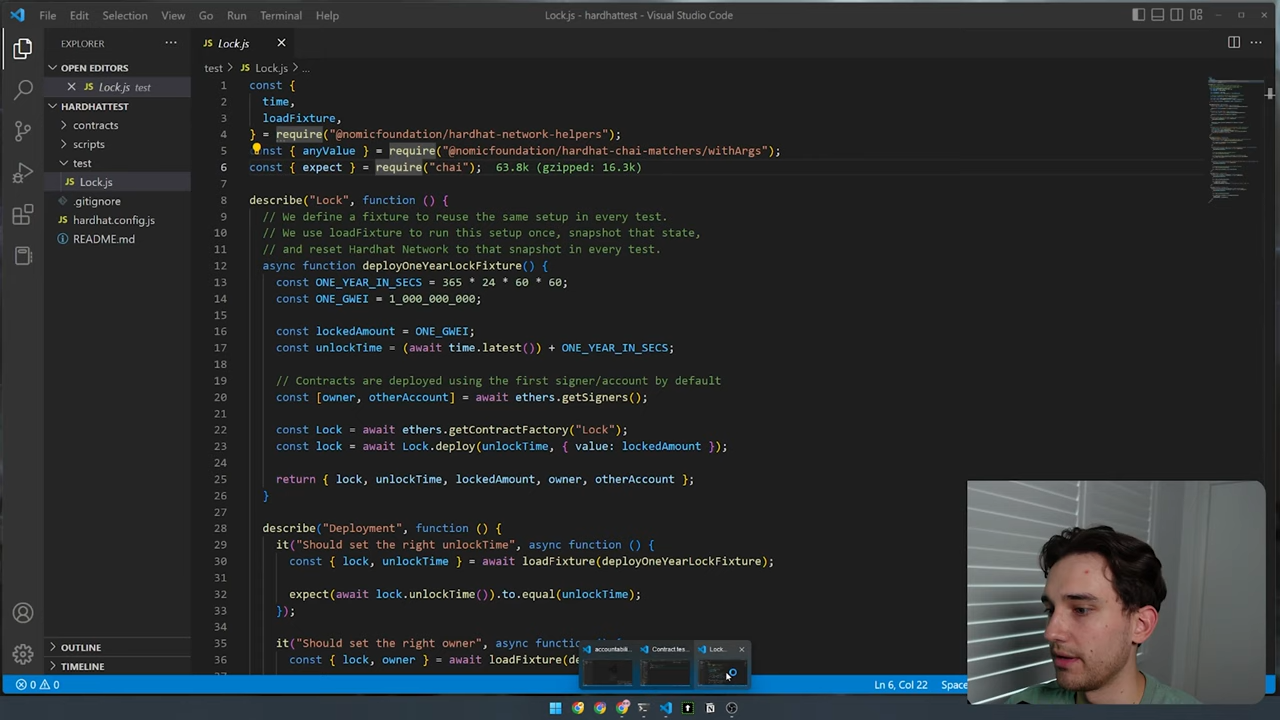 File Edit Selection View Go Run Terminal Help
Lock.js - hardhattest - Visual Studio Code
EXPLORER
OPEN EDITORS
Lock.js test
HARDHATTEST
contracts
scripts
test
Lock.js
.gitignore
hardhat.config.js
README.md
OUTLINE
TIMELINE
JS Lock.js
test > JS Lock.js > ...
1 const {
2 time,
3 loadFixture,
4 } = require("@nomicfoundation/hardhat-network-helpers");
5 const { anyValue } = require("@nomicfoundation/hardhat-chai-matchers/withArgs");
6 const { expect } = require("chai"); 63.8k (gzipped: 16.3k)
7
8 describe("Lock", function () {
9 // We define a fixture to reuse the same setup in every test.
10 // We use loadFixture to run this setup once, snapshot that state,
11 // and reset Hardhat Network to that snapshot in every test.
12 async function deployOneYearLockFixture() {
13 const ONE_YEAR_IN_SECS = 365 * 24 * 60 * 60;
14 const ONE_GWEI = 1_000_000_000;
15
16 const lockedAmount = ONE_GWEI;
17 const unlockTime = (await time.latest()) + ONE_YEAR_IN_SECS;
18
19 // Contracts are deployed using the first signer/account by default
20 const [owner, otherAccount] = await ethers.getSigners();
21
22 const Lock = await ethers.getContractFactory("Lock");
23 const lock = await Lock.deploy(unlockTime, { value: lockedAmount });
24
25 return { lock, unlockTime, lockedAmount, owner, otherAccount };
26 }
27
28 describe("Deployment", function () {
29 it("Should set the right unlockTime", async function () {
30 const { lock, unlockTime } = await loadFixture(deployOneYearLockFixture);
31
32 expect(await lock.unlockTime()).to.equal(unlockTime);
33 });
34
35 it("Should set the right owner", async functi
36 const { lock, owner } = await loadFixture(de
accountabili... Contract.tes... Lock...
0 0
Ln 6, Col 22 Space